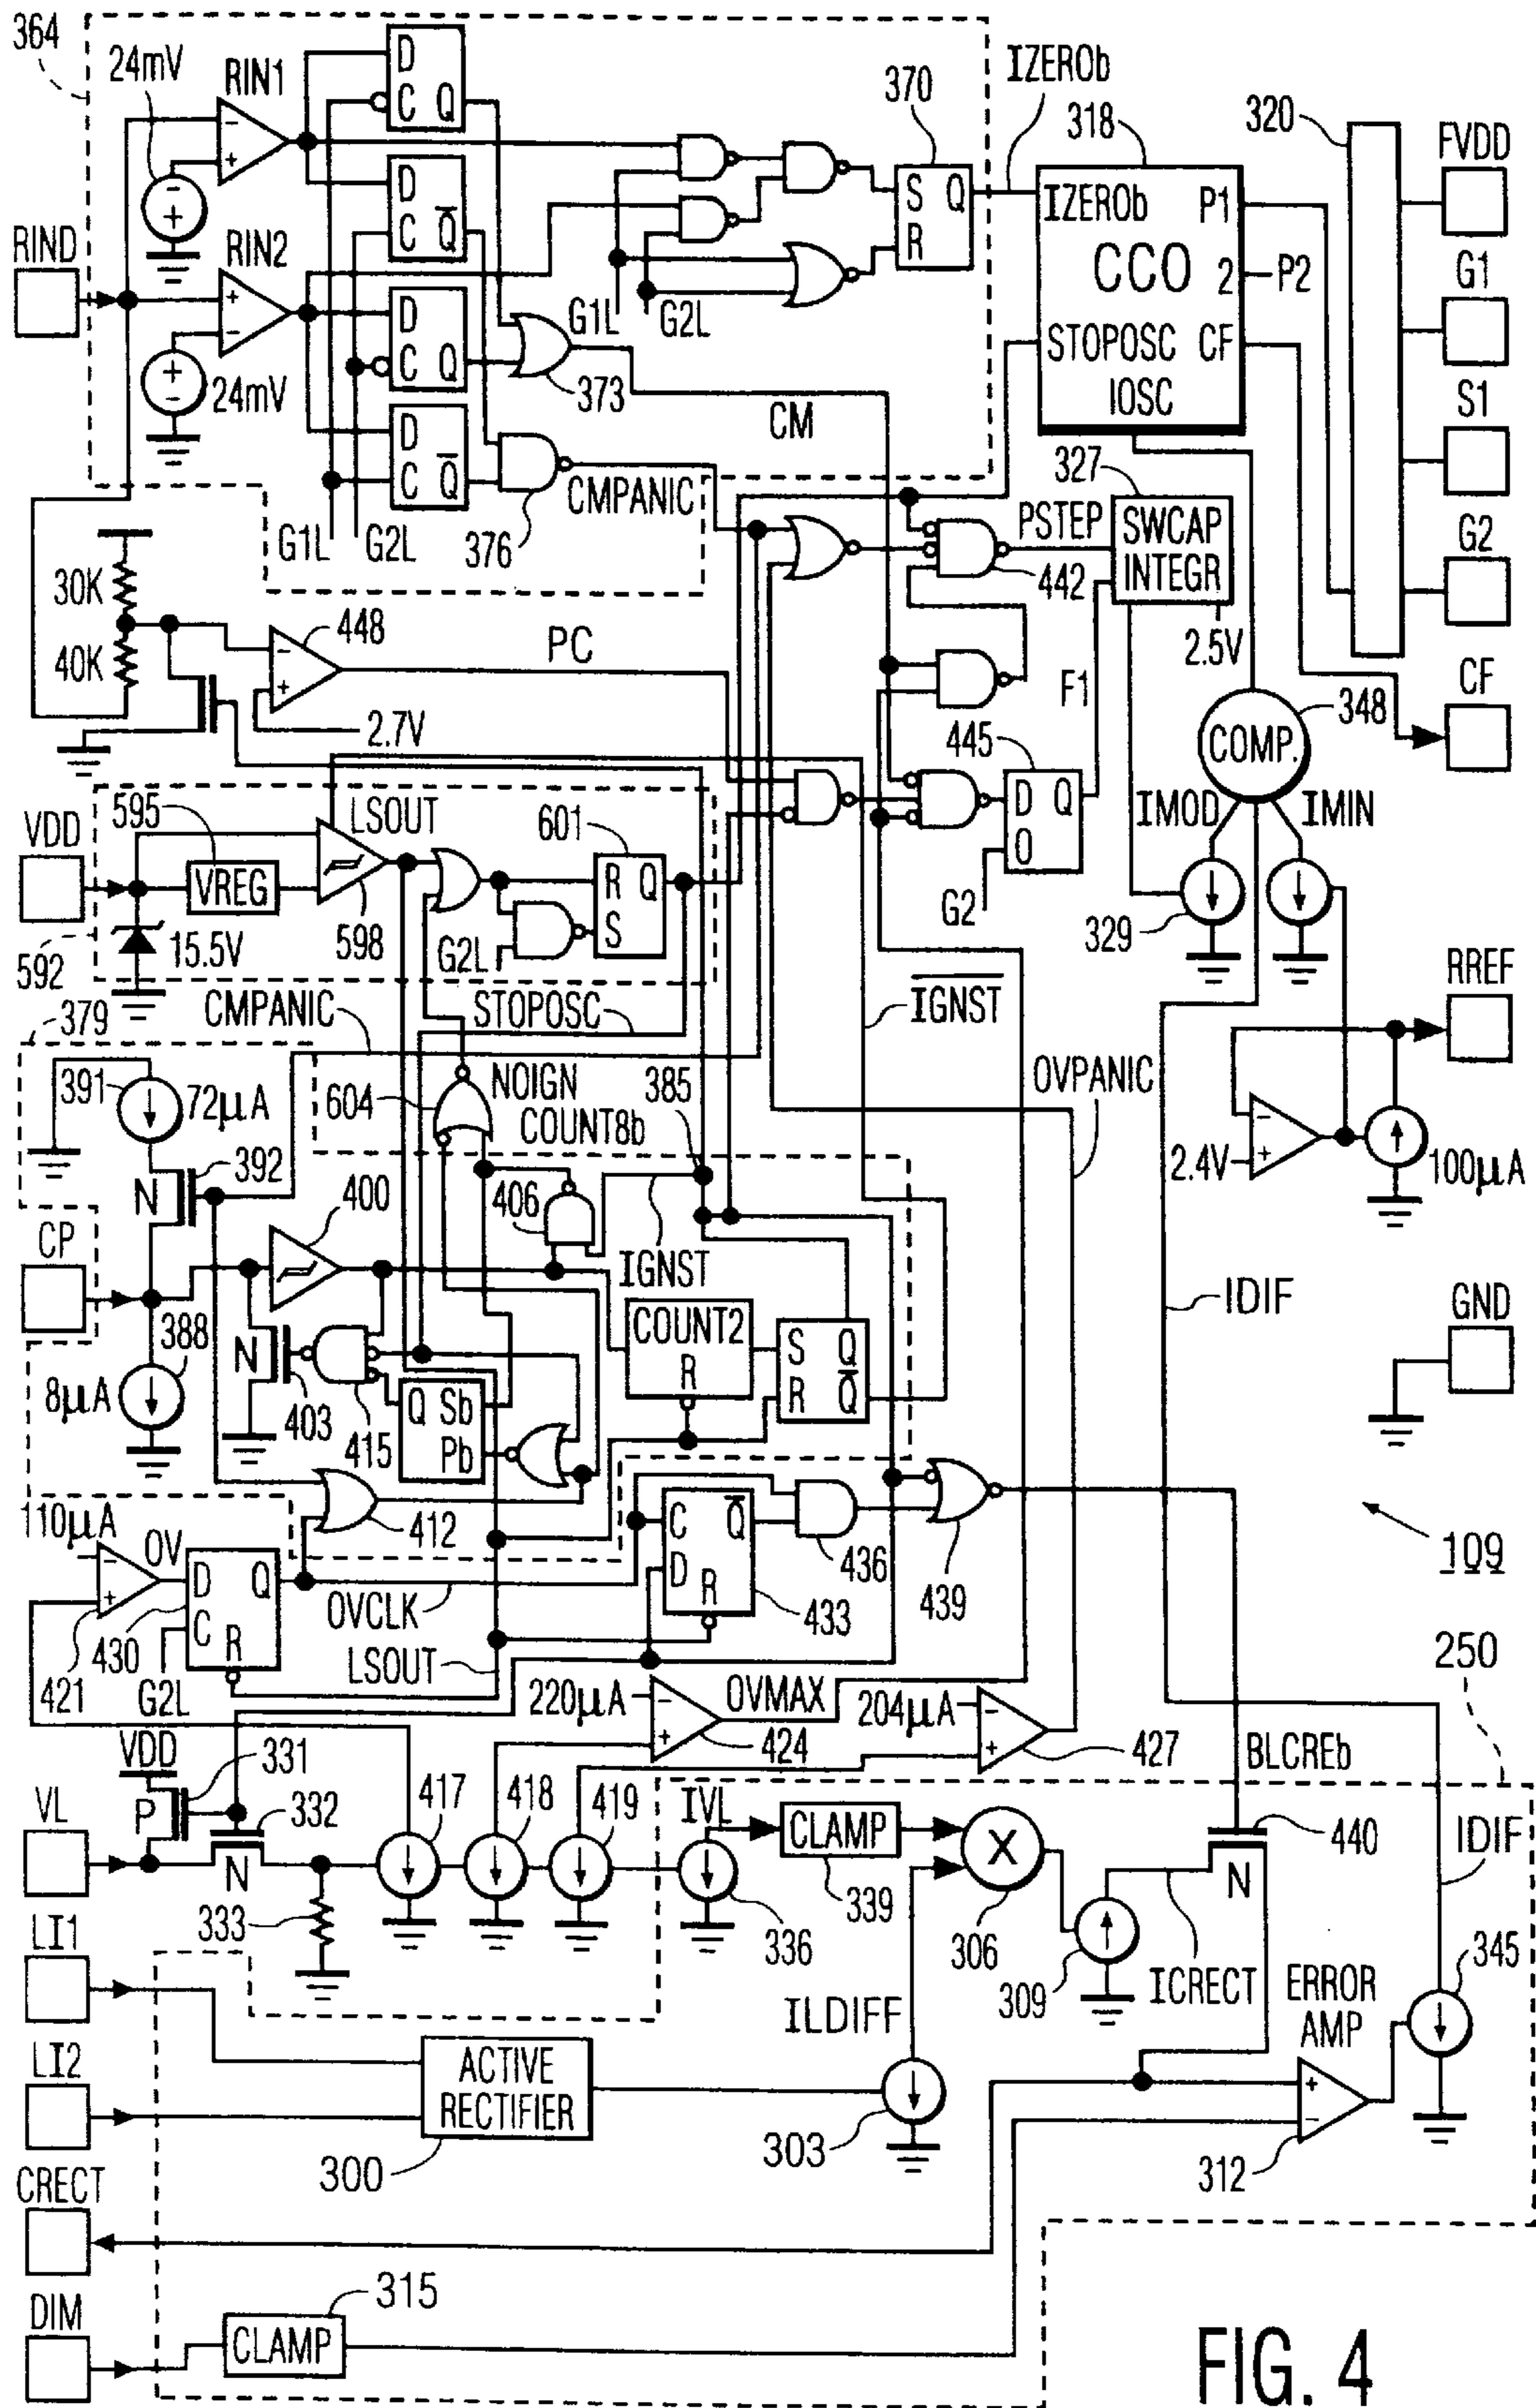 364
24mV
RIN1
D
C Q
370
IZEROb
318
320
FVDD
D
C Q̅
S Q
R
IZEROb P1
CCO
2
P2
STOPOSC CF
IOSC
RIND
RIN2
G1
24mV
D
C Q
G1L
G2L
373
CM
S1
D
C Q̅
CMPANIC
376
G1L
G2L
327
PSTEP
SWCAP
INTEGR
442
2.5V
G2
30K
40K
448
PC
2.7V
F1
348
COMP.
CF
445
D Q
O
G2
IMOD
IMIN
329
VDD
595
VREG
LSOUT
598
601
R Q
S
15.5V
592
G2L
STOPOSC
IGNST̅
RREF
379
CMPANIC
391
72µA
604
NOIGN
COUNT8b
385
OVPANIC
2.4V
100µA
392
N
400
406
IGNST
CP
388
8µA
N
403
415
Q Sb
Pb
COUNT2
R
S Q
R Q̅
IDIF
GND
412
110µA
OV
421
D Q
C R
430
G2L
OVCLK
LSOUT
C Q̅
D R
433
436
439
109
250
220µA
OVMAX
424
204µA
427
BLCREb
VDD
331
P
VL
332
N
333
417
418
419
IVL
336
CLAMP
339
X
306
309
ICRECT
440
N
IDIF
345
LI1
LI2
ACTIVE
RECTIFIER
300
ILDIFF
303
ERROR
AMP
312
CRECT
DIM
315
CLAMP
FIG. 4